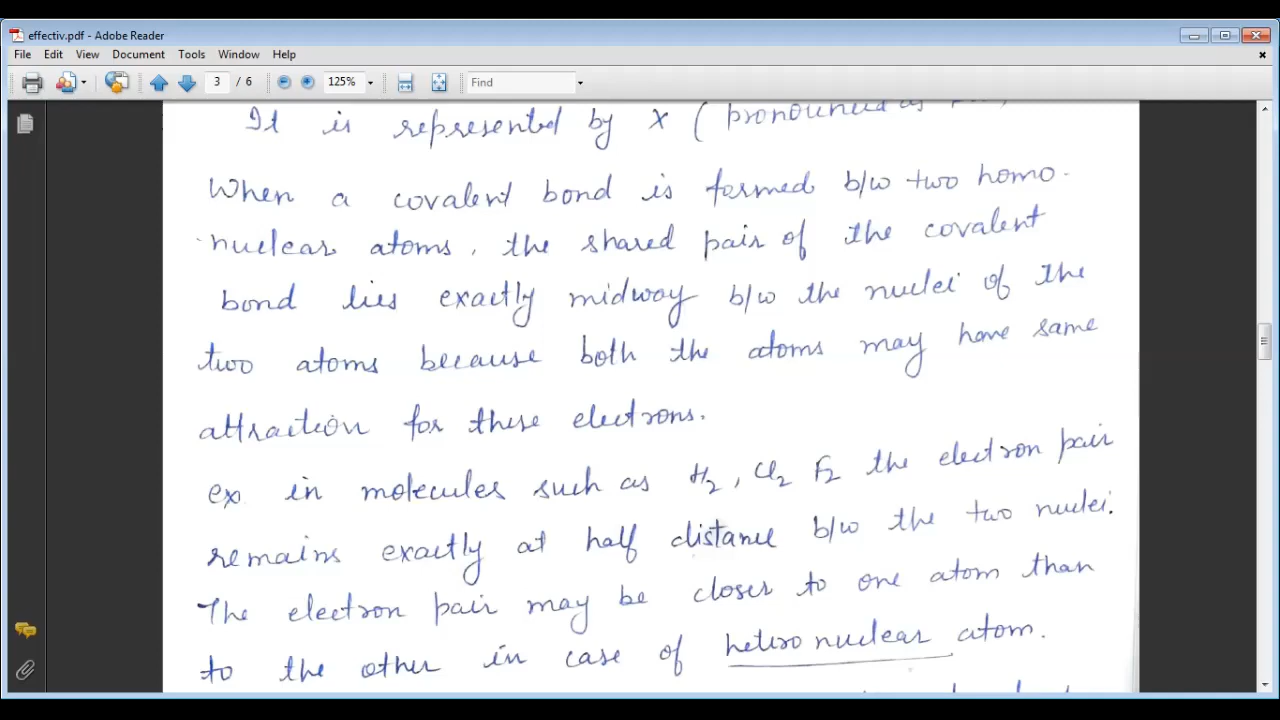 effectiv.pdf - Adobe Reader
File Edit View Document Tools Window Help
3 / 6 125% Find
It is represented by X ( pronounced as
When a covalent bond is formed b/w two homo-
nuclear atoms, the shared pair of the covalent
bond lies exactly midway b/w the nuclei of the
two atoms because both the atoms may have same
attraction for these electrons.
ex in molecules such as H2, Cl2 F2 the electron pair
remains exactly at half distance b/w the two nuclei.
The electron pair may be closer to one atom than
to the other in case of hetero nuclear atom.